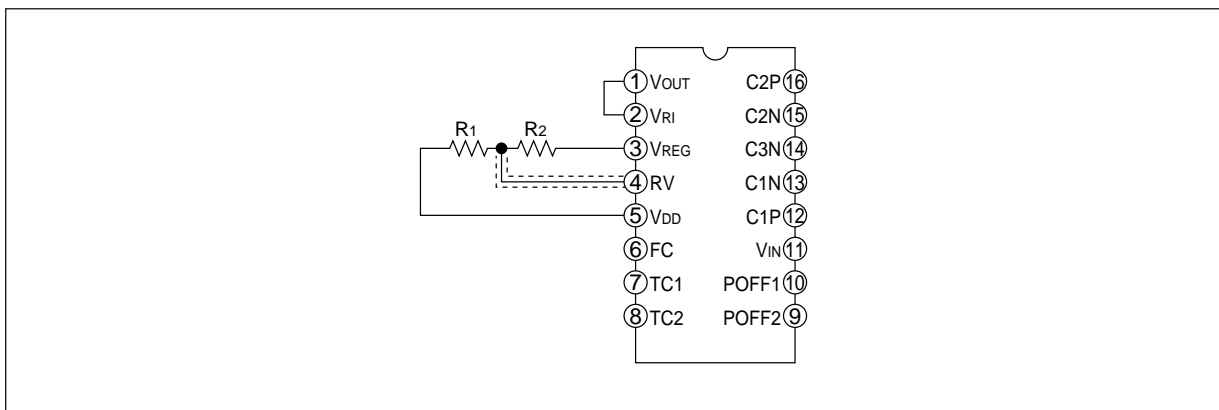 R1 R2
1 VOUT C2P 16
2 VRI C2N 15
3 VREG C3N 14
4 RV C1N 13
5 VDD C1P 12
6 FC VIN 11
7 TC1 POFF1 10
8 TC2 POFF2 9